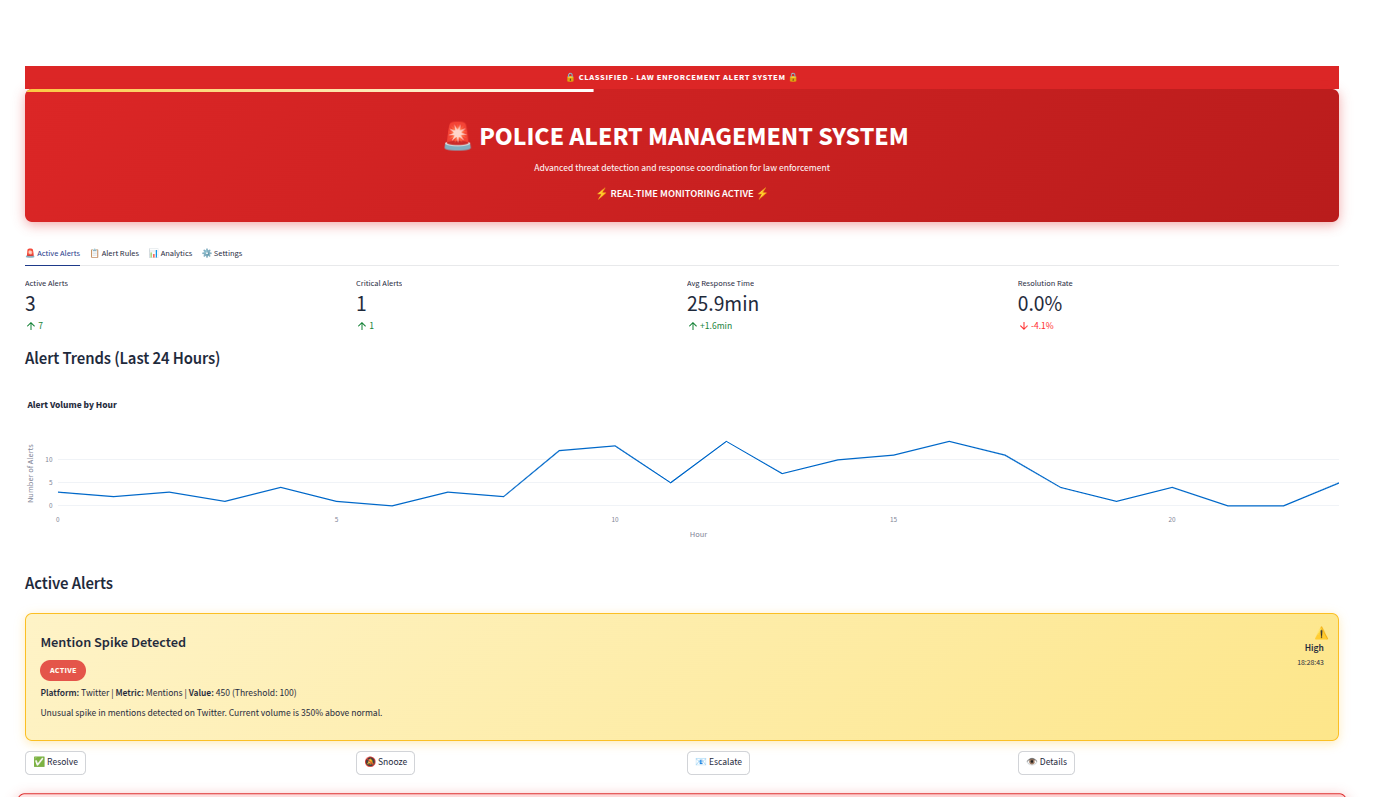 🔒 CLASSIFIED - LAW ENFORCEMENT ALERT SYSTEM 🔒
🚨 POLICE ALERT MANAGEMENT SYSTEM
Advanced threat detection and response coordination for law enforcement
⚡ REAL-TIME MONITORING ACTIVE ⚡
🚨 Active Alerts 📋 Alert Rules 📊 Analytics ⚙️ Settings
Active Alerts Critical Alerts Avg Response Time Resolution Rate
3 1 25.9min 0.0%
↑ 7 ↑ 1 ↑ +1.6min ↓ -4.1%
Alert Trends (Last 24 Hours)
Alert Volume by Hour
Number of Alerts
10
5
0
0 5 10 15 20
Hour
Active Alerts
Mention Spike Detected
⚠️
High
18:28:43
ACTIVE
Platform: Twitter | Metric: Mentions | Value: 450 (Threshold: 100)
Unusual spike in mentions detected on Twitter. Current volume is 350% above normal.
✅ Resolve 🔕 Snooze 📧 Escalate 👁️ Details